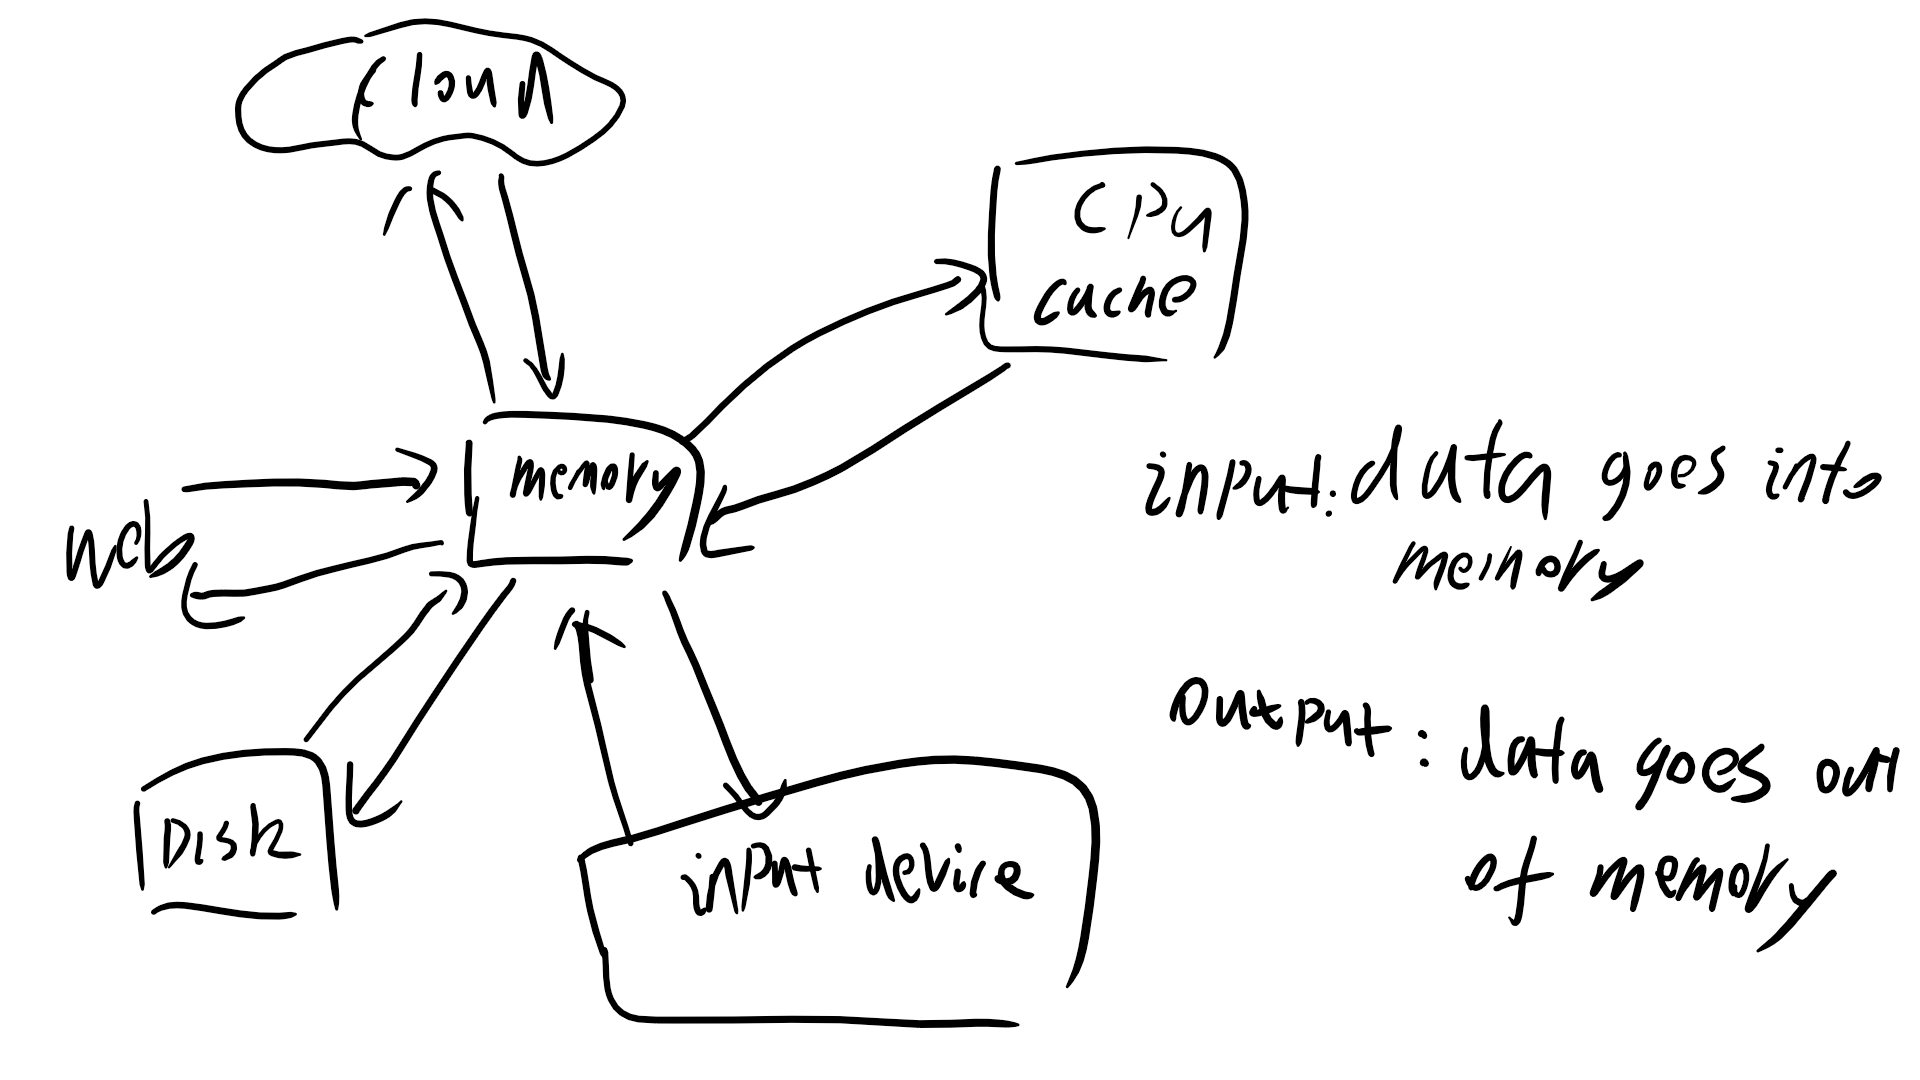 cloud
CPU
cache
memory
web
Disk
input device
input: data goes into
memory
output: data goes out
of memory